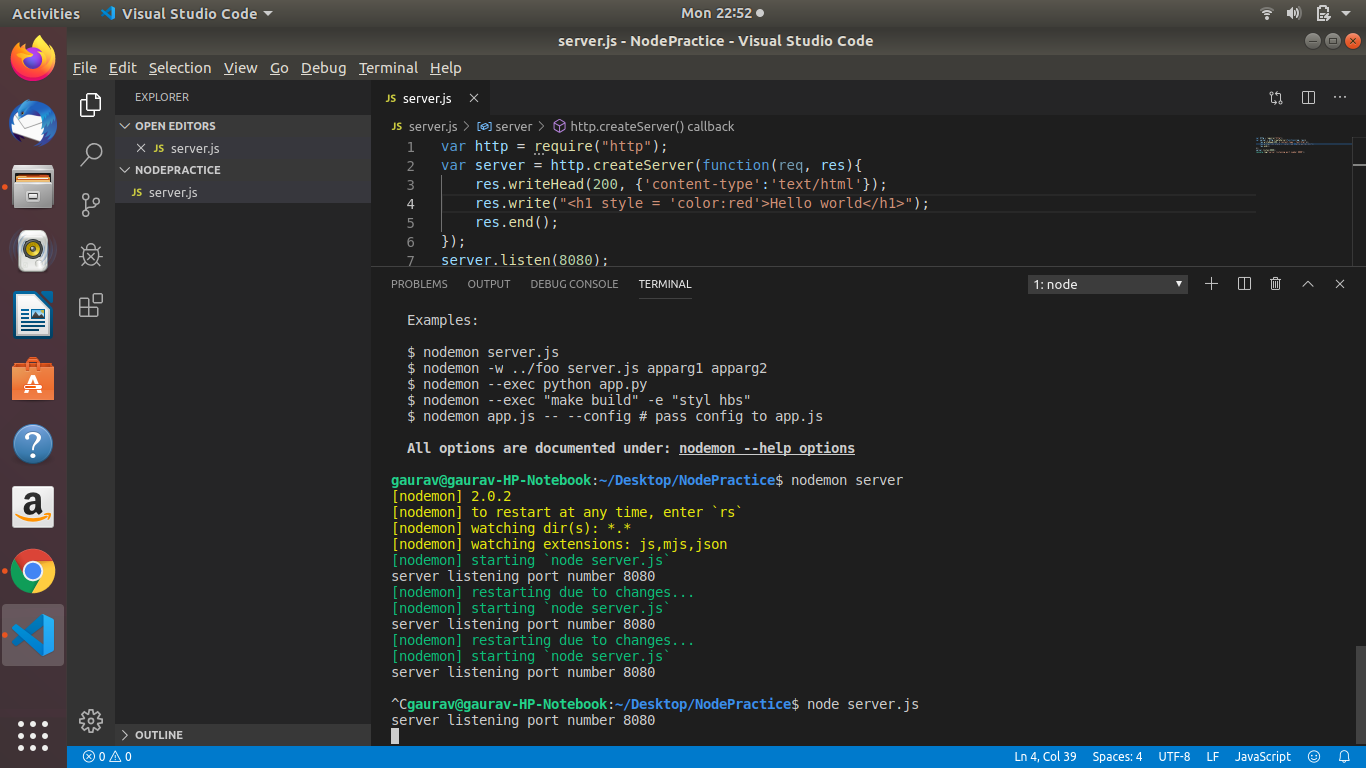 Activities Visual Studio Code Mon 22:52
server.js - NodePractice - Visual Studio Code
File Edit Selection View Go Debug Terminal Help
EXPLORER
OPEN EDITORS
JS server.js
NODEPRACTICE
JS server.js
OUTLINE
JS server.js
JS server.js > server > http.createServer() callback
1 var http = require("http");
2 var server = http.createServer(function(req, res){
3 res.writeHead(200, {'content-type':'text/html'});
4 res.write("<h1 style = 'color:red'>Hello world</h1>");
5 res.end();
6 });
7 server.listen(8080);
PROBLEMS OUTPUT DEBUG CONSOLE TERMINAL 1: node
Examples:
$ nodemon server.js
$ nodemon -w ../foo server.js apparg1 apparg2
$ nodemon --exec python app.py
$ nodemon --exec "make build" -e "styl hbs"
$ nodemon app.js -- --config # pass config to app.js
All options are documented under: nodemon --help options
gaurav@gaurav-HP-Notebook:~/Desktop/NodePractice$ nodemon server
[nodemon] 2.0.2
[nodemon] to restart at any time, enter `rs`
[nodemon] watching dir(s): *.*
[nodemon] watching extensions: js,mjs,json
[nodemon] starting `node server.js`
server listening port number 8080
[nodemon] restarting due to changes...
[nodemon] starting `node server.js`
server listening port number 8080
[nodemon] restarting due to changes...
[nodemon] starting `node server.js`
server listening port number 8080
^Cgaurav@gaurav-HP-Notebook:~/Desktop/NodePractice$ node server.js
server listening port number 8080
0 0 Ln 4, Col 39 Spaces: 4 UTF-8 LF JavaScript